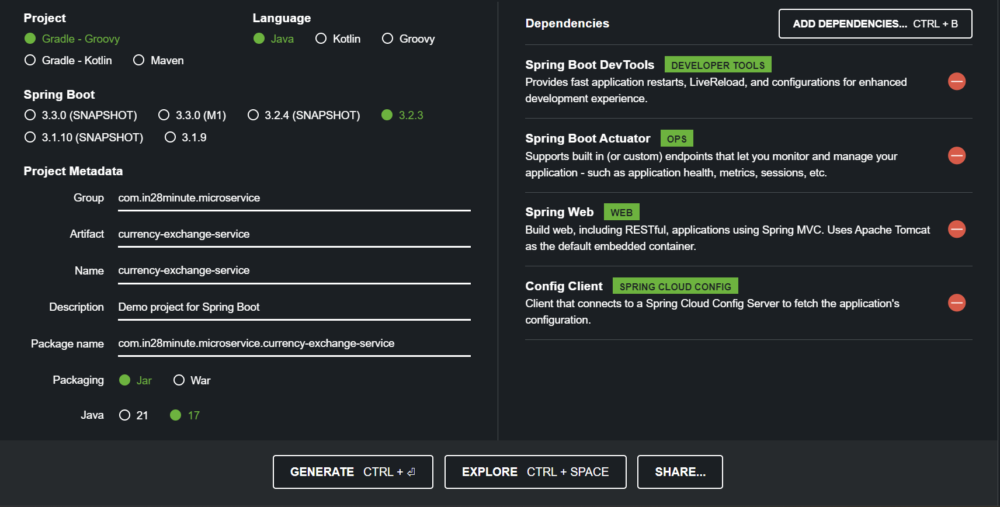 Project
Gradle - Groovy
Gradle - Kotlin Maven
Language
Java Kotlin Groovy
Spring Boot
3.3.0 (SNAPSHOT) 3.3.0 (M1) 3.2.4 (SNAPSHOT) 3.2.3
3.1.10 (SNAPSHOT) 3.1.9
Project Metadata
Group com.in28minute.microservice
Artifact currency-exchange-service
Name currency-exchange-service
Description Demo project for Spring Boot
Package name com.in28minute.microservice.currency-exchange-service
Packaging Jar War
Java 21 17
Dependencies ADD DEPENDENCIES... CTRL + B
Spring Boot DevTools DEVELOPER TOOLS
Provides fast application restarts, LiveReload, and configurations for enhanced
development experience.
Spring Boot Actuator OPS
Supports built in (or custom) endpoints that let you monitor and manage your
application - such as application health, metrics, sessions, etc.
Spring Web WEB
Build web, including RESTful, applications using Spring MVC. Uses Apache Tomcat
as the default embedded container.
Config Client SPRING CLOUD CONFIG
Client that connects to a Spring Cloud Config Server to fetch the application's
configuration.
GENERATE CTRL + ⏎ EXPLORE CTRL + SPACE SHARE...